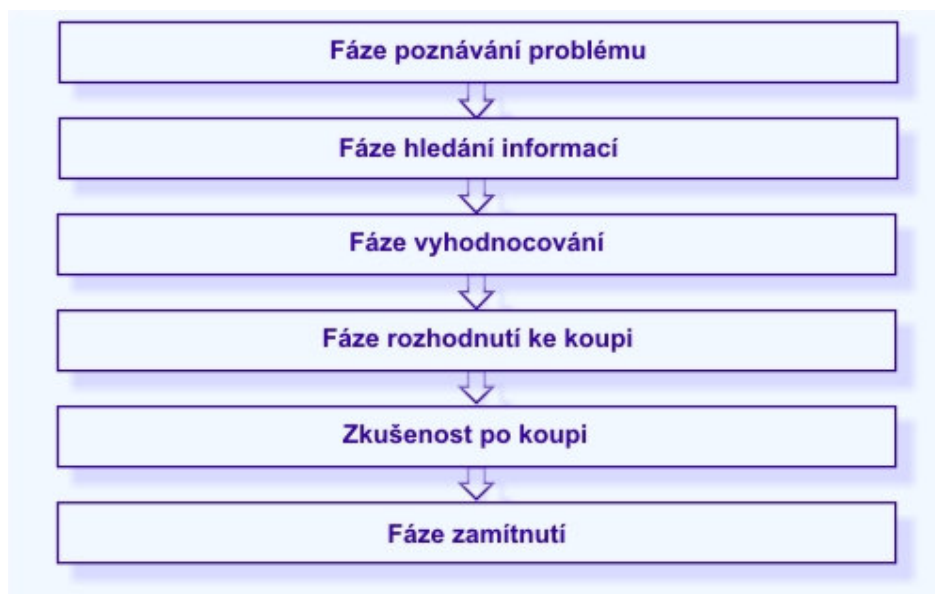 Fáze poznávání problému
Fáze hledání informací
Fáze vyhodnocování
Fáze rozhodnutí ke koupi
Zkušenost po koupi
Fáze zamítnutí